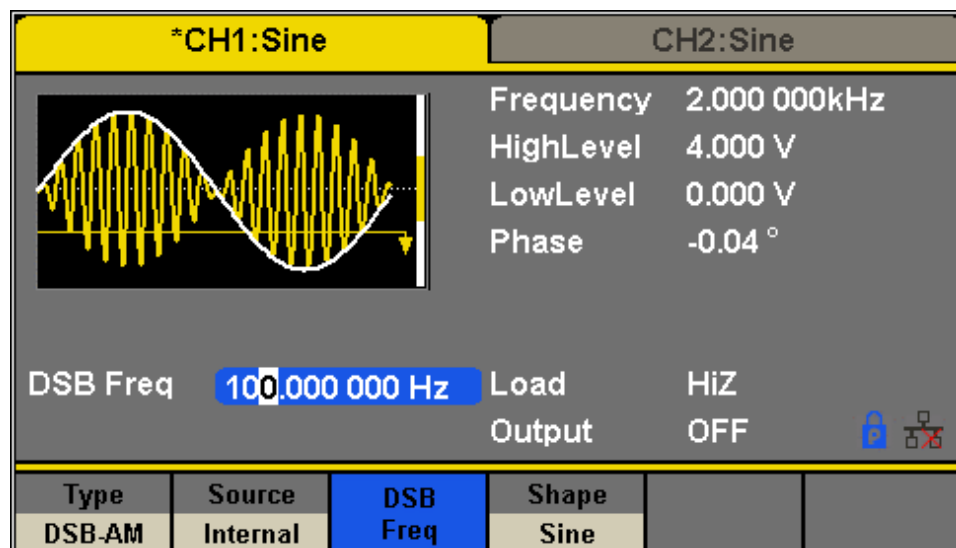 *CH1:Sine CH2:Sine
Frequency 2.000 000kHz
HighLevel 4.000 V
LowLevel 0.000 V
Phase -0.04 °
DSB Freq 100.000 000 Hz Load HiZ
Output OFF P
Type Source DSB Freq Shape
DSB-AM Internal Sine